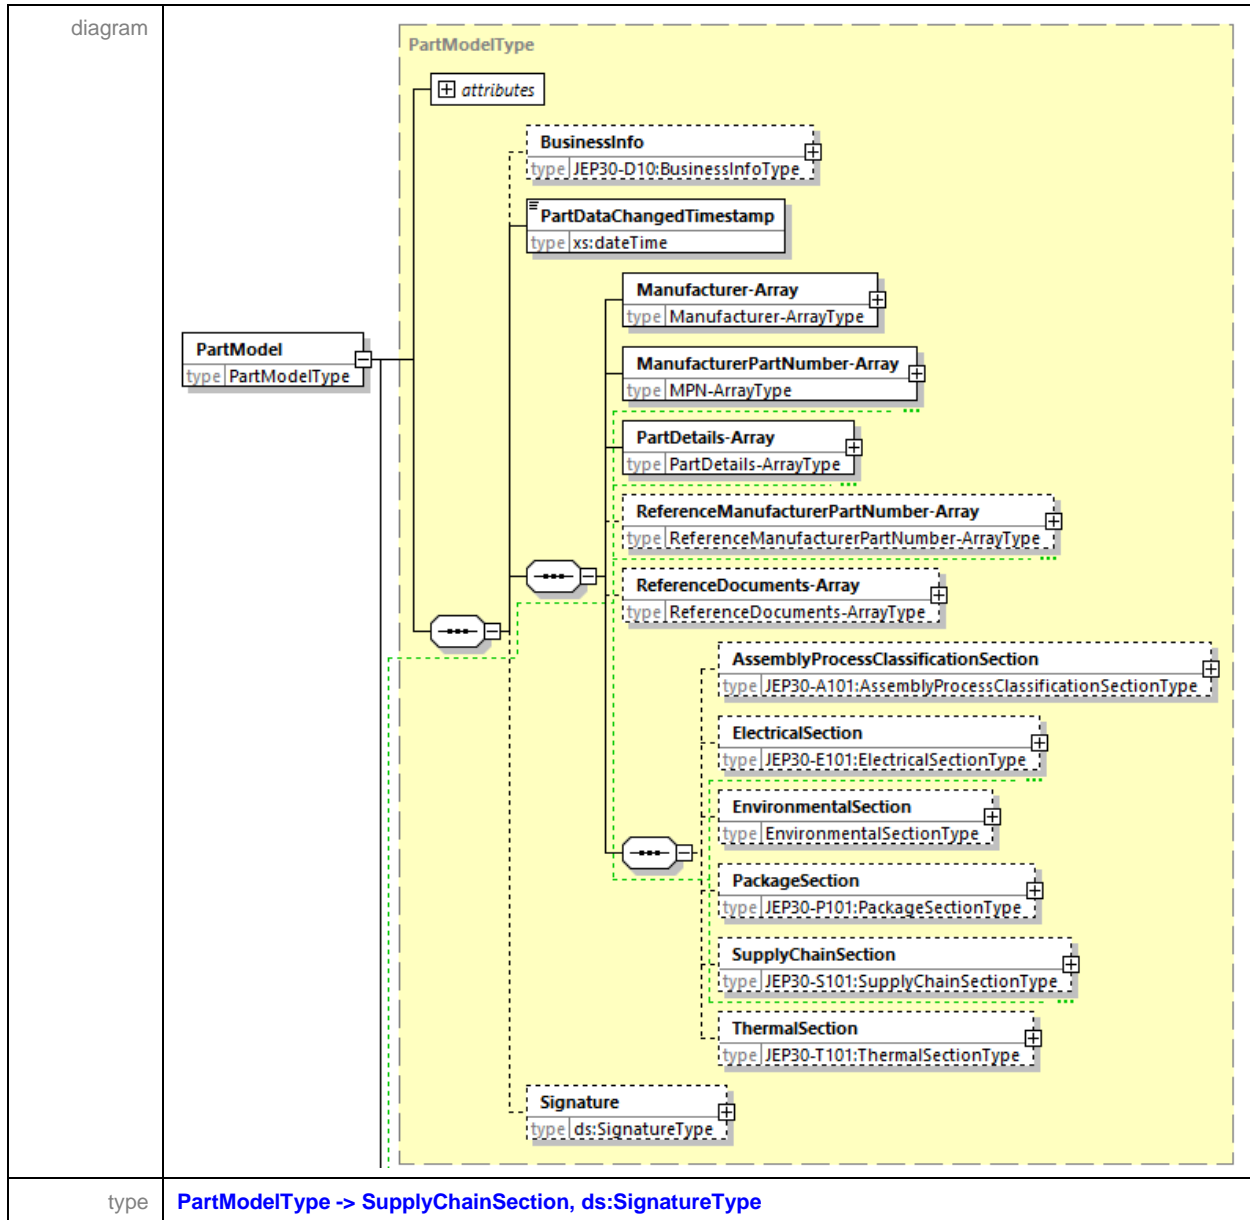 diagram
PartModelType
attributes
BusinessInfo
type JEP30-D10:BusinessInfoType
PartDataChangedTimestamp
type xs:dateTime
Manufacturer-Array
type Manufacturer-ArrayType
PartModel
type PartModelType
ManufacturerPartNumber-Array
type MPN-ArrayType
PartDetails-Array
type PartDetails-ArrayType
ReferenceManufacturerPartNumber-Array
type ReferenceManufacturerPartNumber-ArrayType
ReferenceDocuments-Array
type ReferenceDocuments-ArrayType
AssemblyProcessClassificationSection
type JEP30-A101:AssemblyProcessClassificationSectionType
ElectricalSection
type JEP30-E101:ElectricalSectionType
EnvironmentalSection
type EnvironmentalSectionType
PackageSection
type JEP30-P101:PackageSectionType
SupplyChainSection
type JEP30-S101:SupplyChainSectionType
ThermalSection
type JEP30-T101:ThermalSectionType
Signature
type ds:SignatureType
type PartModelType -> SupplyChainSection, ds:SignatureType